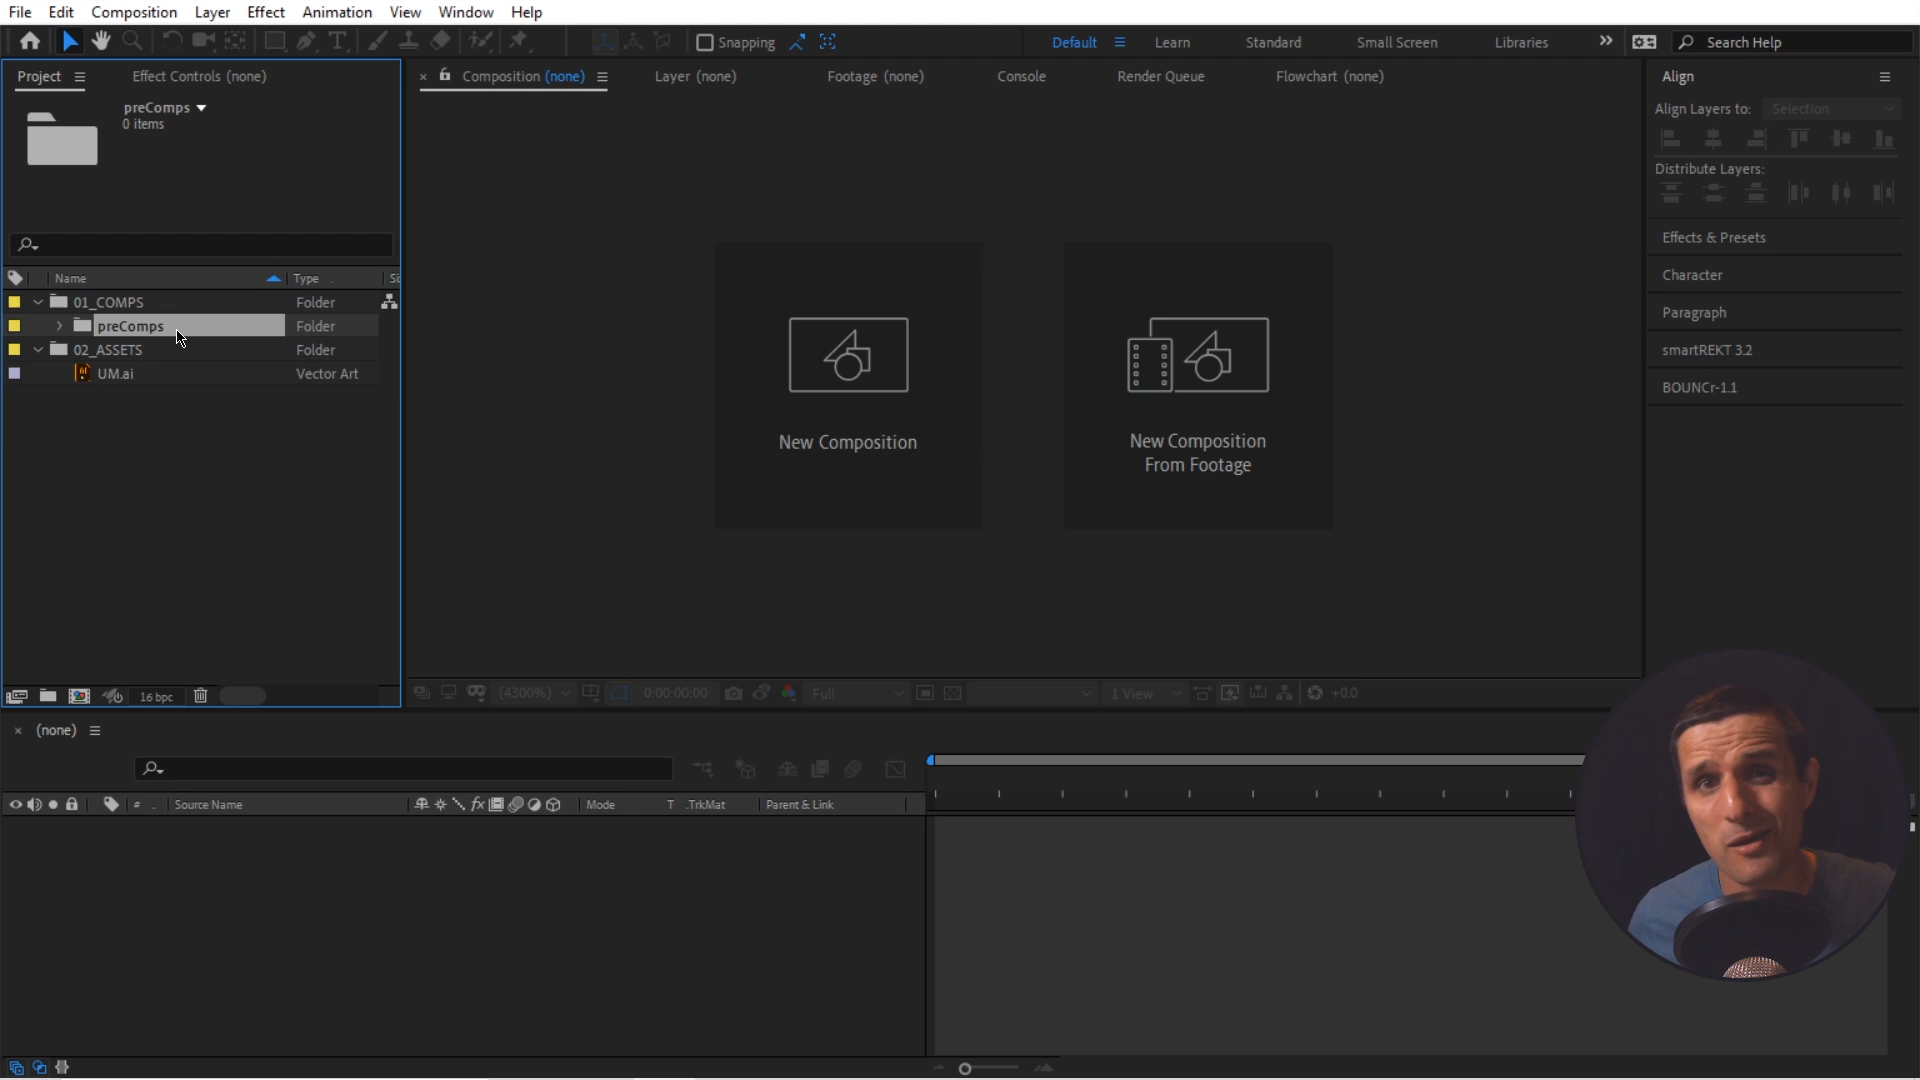 File Edit Composition Layer Effect Animation View Window Help
Snapping Default Learn Standard Small Screen Libraries Search Help
Project Effect Controls (none)
Composition (none) Layer (none) Footage (none) Console Render Queue Flowchart (none)
Align
preComps
0 items
Align Layers to: Selection
Distribute Layers:
Effects & Presets
Character
Paragraph
smartREKT 3.2
BOUNCr-1.1
Name Type
01_COMPS Folder
preComps Folder
02_ASSETS Folder
UM.ai Vector Art
New Composition
New Composition
From Footage
16 bpc
(4300%) 0:00:00:00 Full 1 View +0.0
(none)
# Source Name fx Mode T .TrkMat Parent & Link